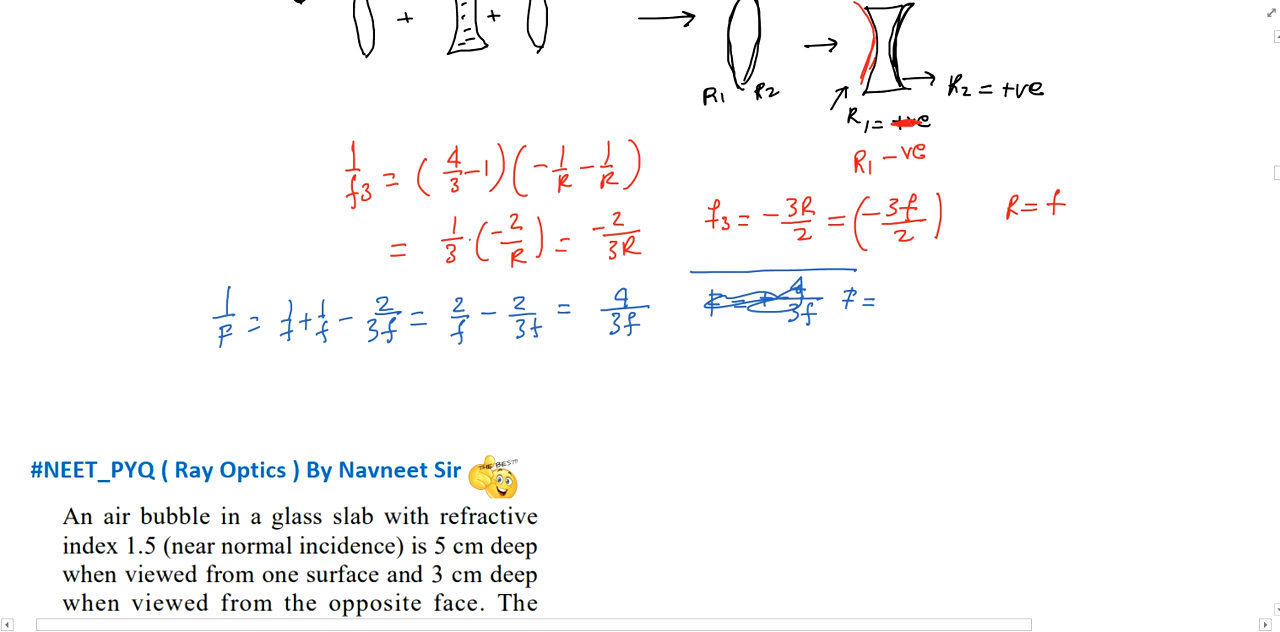 + +
R1 R2
R2 = +ve
R1 = +ve
R1 -ve
1/f3 = (4/3 - 1)(-1/R - 1/R)
f3 = -3R/2 = (-3f/2) R = f
= 1/3 · (-2/R) = -2/3R
1/F = 1/f + 1/f - 2/3f = 2/f - 2/3f = 4/3f F =
#NEET_PYQ ( Ray Optics ) By Navneet Sir
THE BEST!!
An air bubble in a glass slab with refractive
index 1.5 (near normal incidence) is 5 cm deep
when viewed from one surface and 3 cm deep
when viewed from the opposite face. The